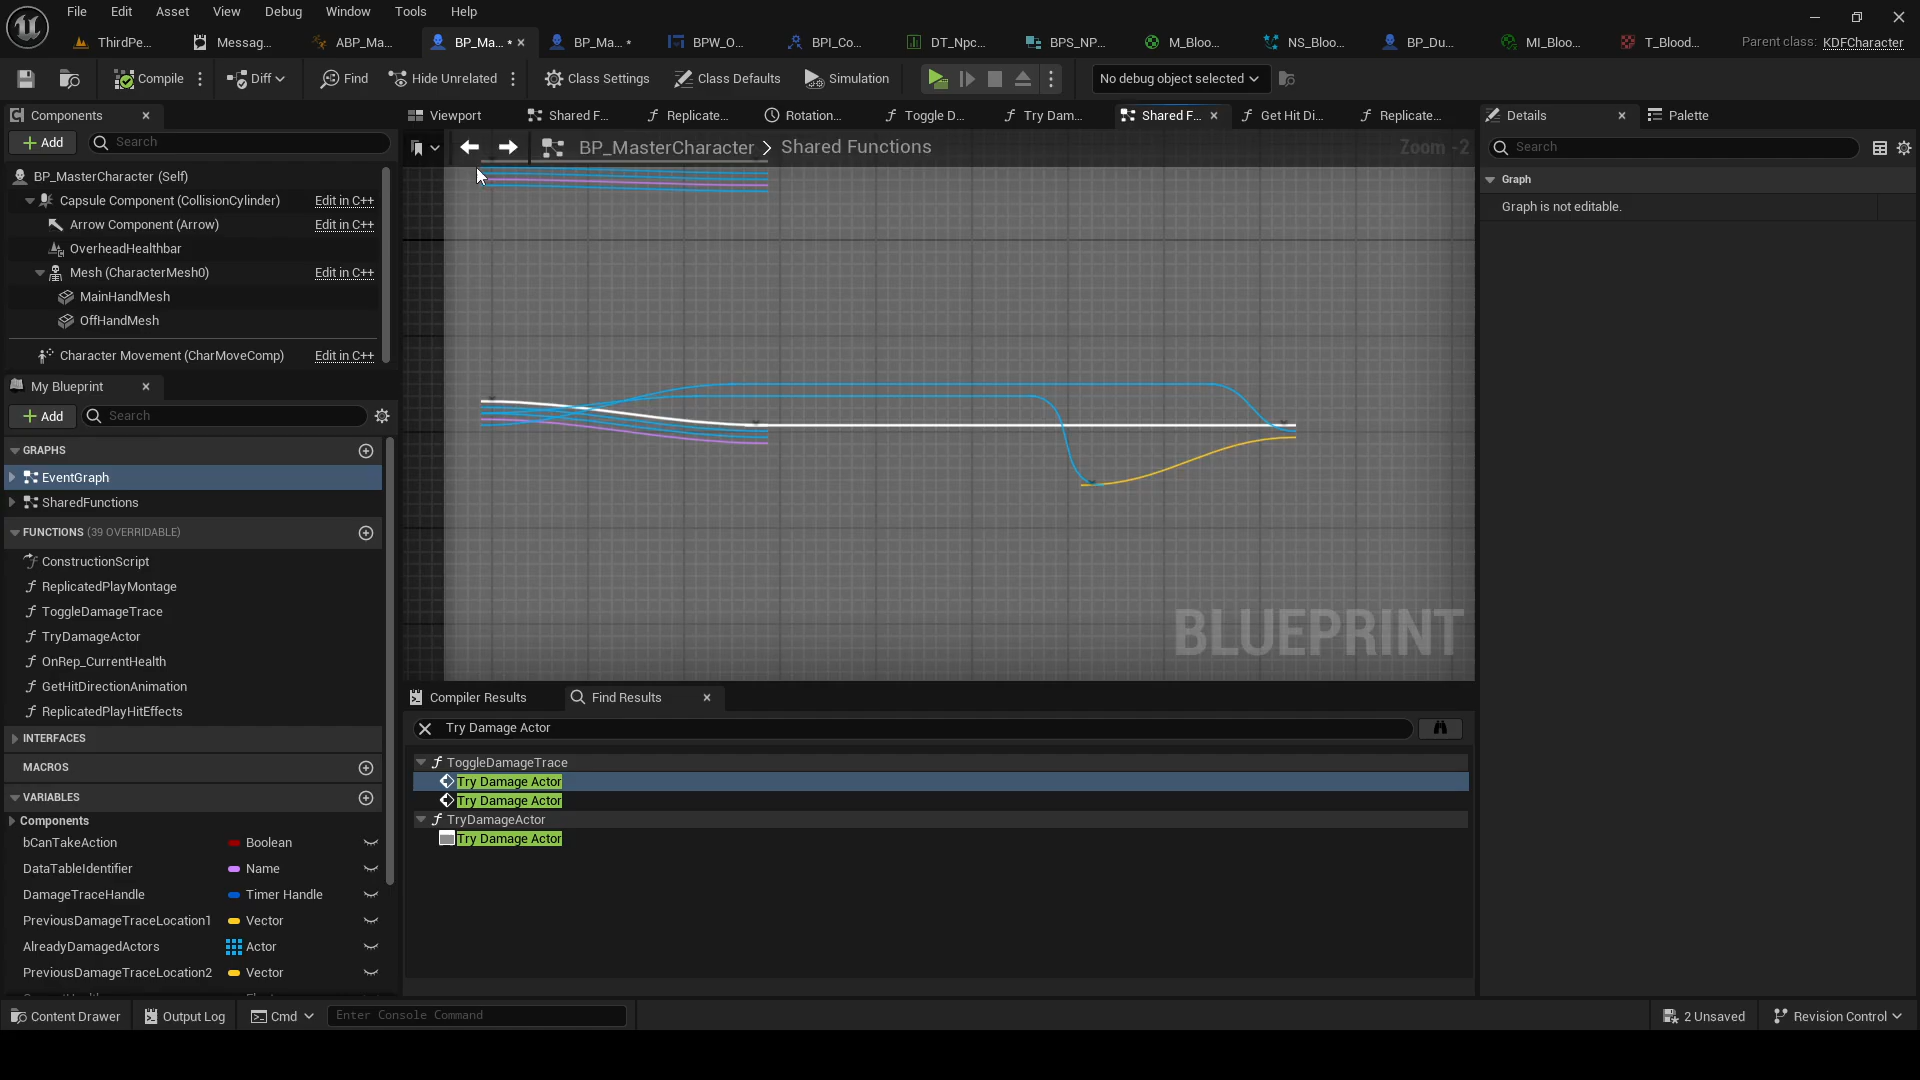 File Edit Asset View Debug Window Tools Help
ThirdPe... Messag... ABP_Ma... BP_Ma... * BP_Ma... * BPW_O... BPI_Co... DT_Npc... BPS_NP... M_Bloo... NS_Bloo... BP_Du... MI_Bloo... T_Blood... Parent class: KDFCharacter
Compile Diff Find Hide Unrelated Class Settings Class Defaults Simulation No debug object selected
Components
Add Search
BP_MasterCharacter (Self)
Capsule Component (CollisionCylinder) Edit in C++
Arrow Component (Arrow) Edit in C++
OverheadHealthbar
Mesh (CharacterMesh0) Edit in C++
MainHandMesh
OffHandMesh
Character Movement (CharMoveComp) Edit in C++
My Blueprint
Add Search
GRAPHS
EventGraph
SharedFunctions
FUNCTIONS (39 OVERRIDABLE)
ConstructionScript
ReplicatedPlayMontage
ToggleDamageTrace
TryDamageActor
OnRep_CurrentHealth
GetHitDirectionAnimation
ReplicatedPlayHitEffects
INTERFACES
MACROS
VARIABLES
Components
bCanTakeAction Boolean
DataTableIdentifier Name
DamageTraceHandle Timer Handle
PreviousDamageTraceLocation1 Vector
AlreadyDamagedActors Actor
PreviousDamageTraceLocation2 Vector
Viewport Shared F... Replicate... Rotation... Toggle D... Try Dam... Shared F... Get Hit Di... Replicate...
BP_MasterCharacter > Shared Functions Zoom -2
BLUEPRINT
Compiler Results Find Results
Try Damage Actor
ToggleDamageTrace
Try Damage Actor
Try Damage Actor
TryDamageActor
Try Damage Actor
Details Palette
Search
Graph
Graph is not editable.
Content Drawer Output Log Cmd Enter Console Command 2 Unsaved Revision Control